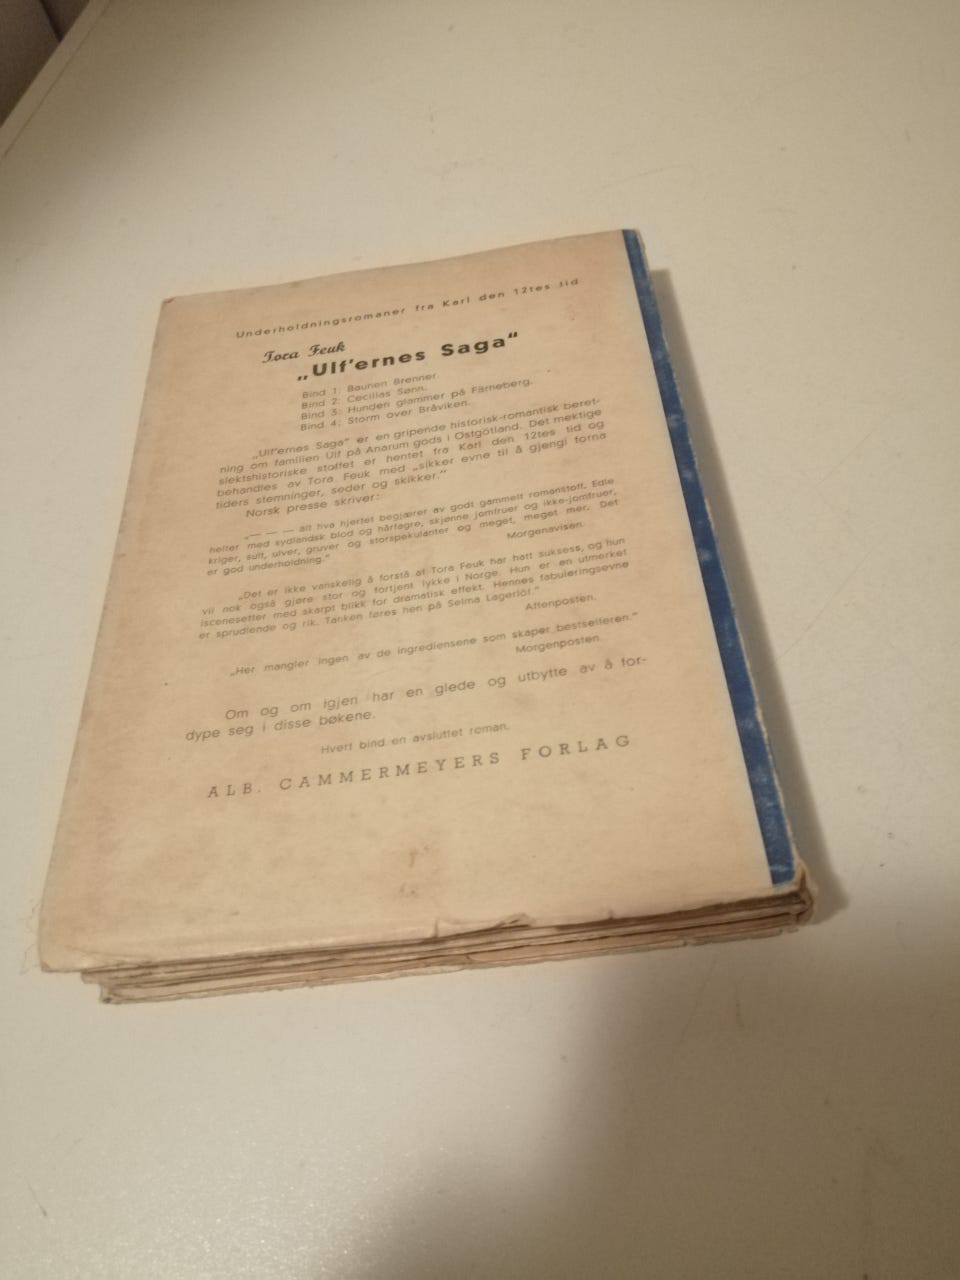 Underholdningsromaner fra Karl den 12tes tid
Tora Feuk
„Ulf'ernes Saga“
Bind 1: Baunen Brenner.
Bind 2: Cecilias Sønn.
Bind 3: Hunden glammer på Färneberg.
Bind 4: Storm over Bråviken.
„Ulf'ernes Saga“ er en gripende historisk-romantisk beret-
ning om familien Ulf på Anarum gods i Östgötland. Det mektige
slektshistoriske stoffet er hentet fra Karl den 12tes tid og
behandles av Tora Feuk med „sikker evne til å gjengi forna
tiders stemninger, seder og skikker.“
Norsk presse skriver:
„— — — alt hva hjertet begjærer av godt gammelt romanstoff. Edle
helter med sydlandsk blod og hårfagre, skjønne jomfruer og ikke-jomfruer,
kriger, sult, ulver, gruver og storspekulanter og meget, meget mer. Det
er god underholdning.“
Morgenavisen.
„Det er ikke vanskelig å forstå at Tora Feuk har hatt suksess, og hun
vil nok også gjøre stor og fortjent lykke i Norge. Hun er en utmerket
iscenesetter med skarpt blikk for dramatisk effekt. Hennes fabuleringsevne
er sprudlende og rik. Tanken føres hen på Selma Lagerlöf.“
Aftenposten.
„Her mangler ingen av de ingrediensene som skaper bestselleren.“
Morgenposten.
Om og om igjen har en glede og utbytte av å for-
dype seg i disse bøkene.
Hvert bind en avsluttet roman.
ALB. CAMMERMEYERS FORLAG